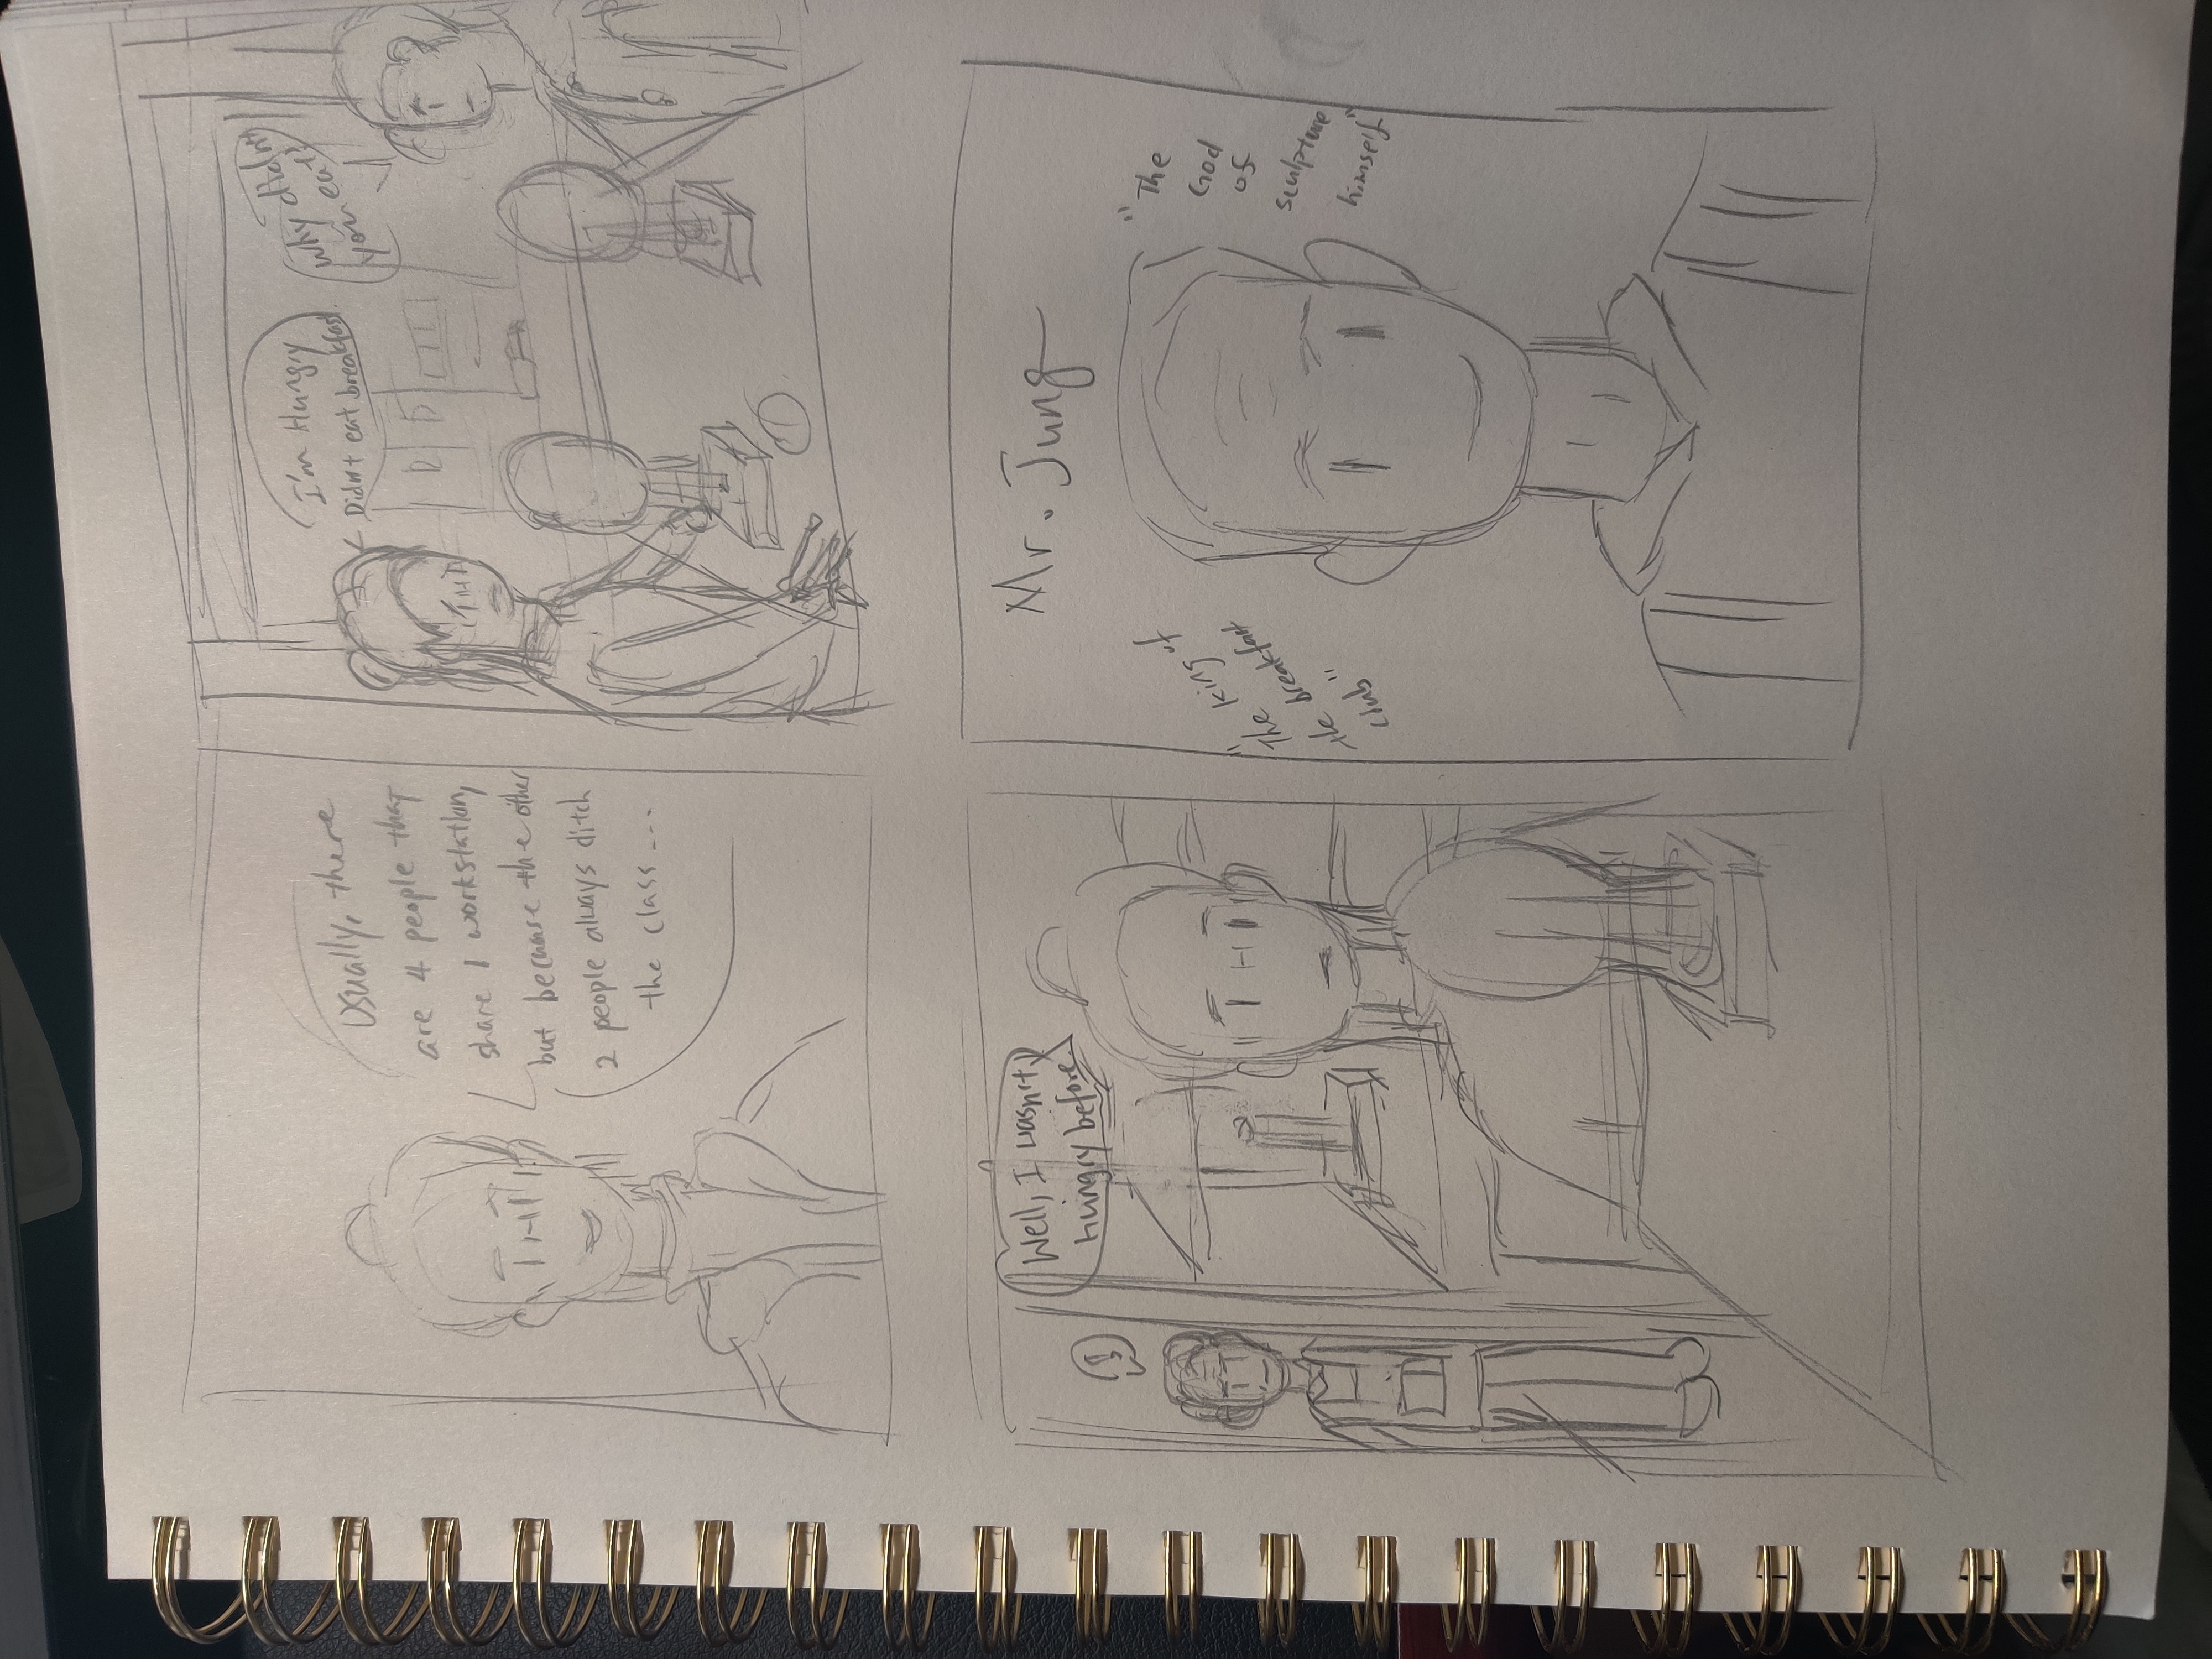 Usually, there
are 4 people that
share 1 workstation,
but because the other
2 people always ditch
the class...
I'm Hungry
Didn't eat breakfast.
Why didn't
you eat?
Well, I wasn't
Hungry before.
!
Mr. Jung
"The king of
the breakfast
club"
"The
God
of
sculpture
himself"